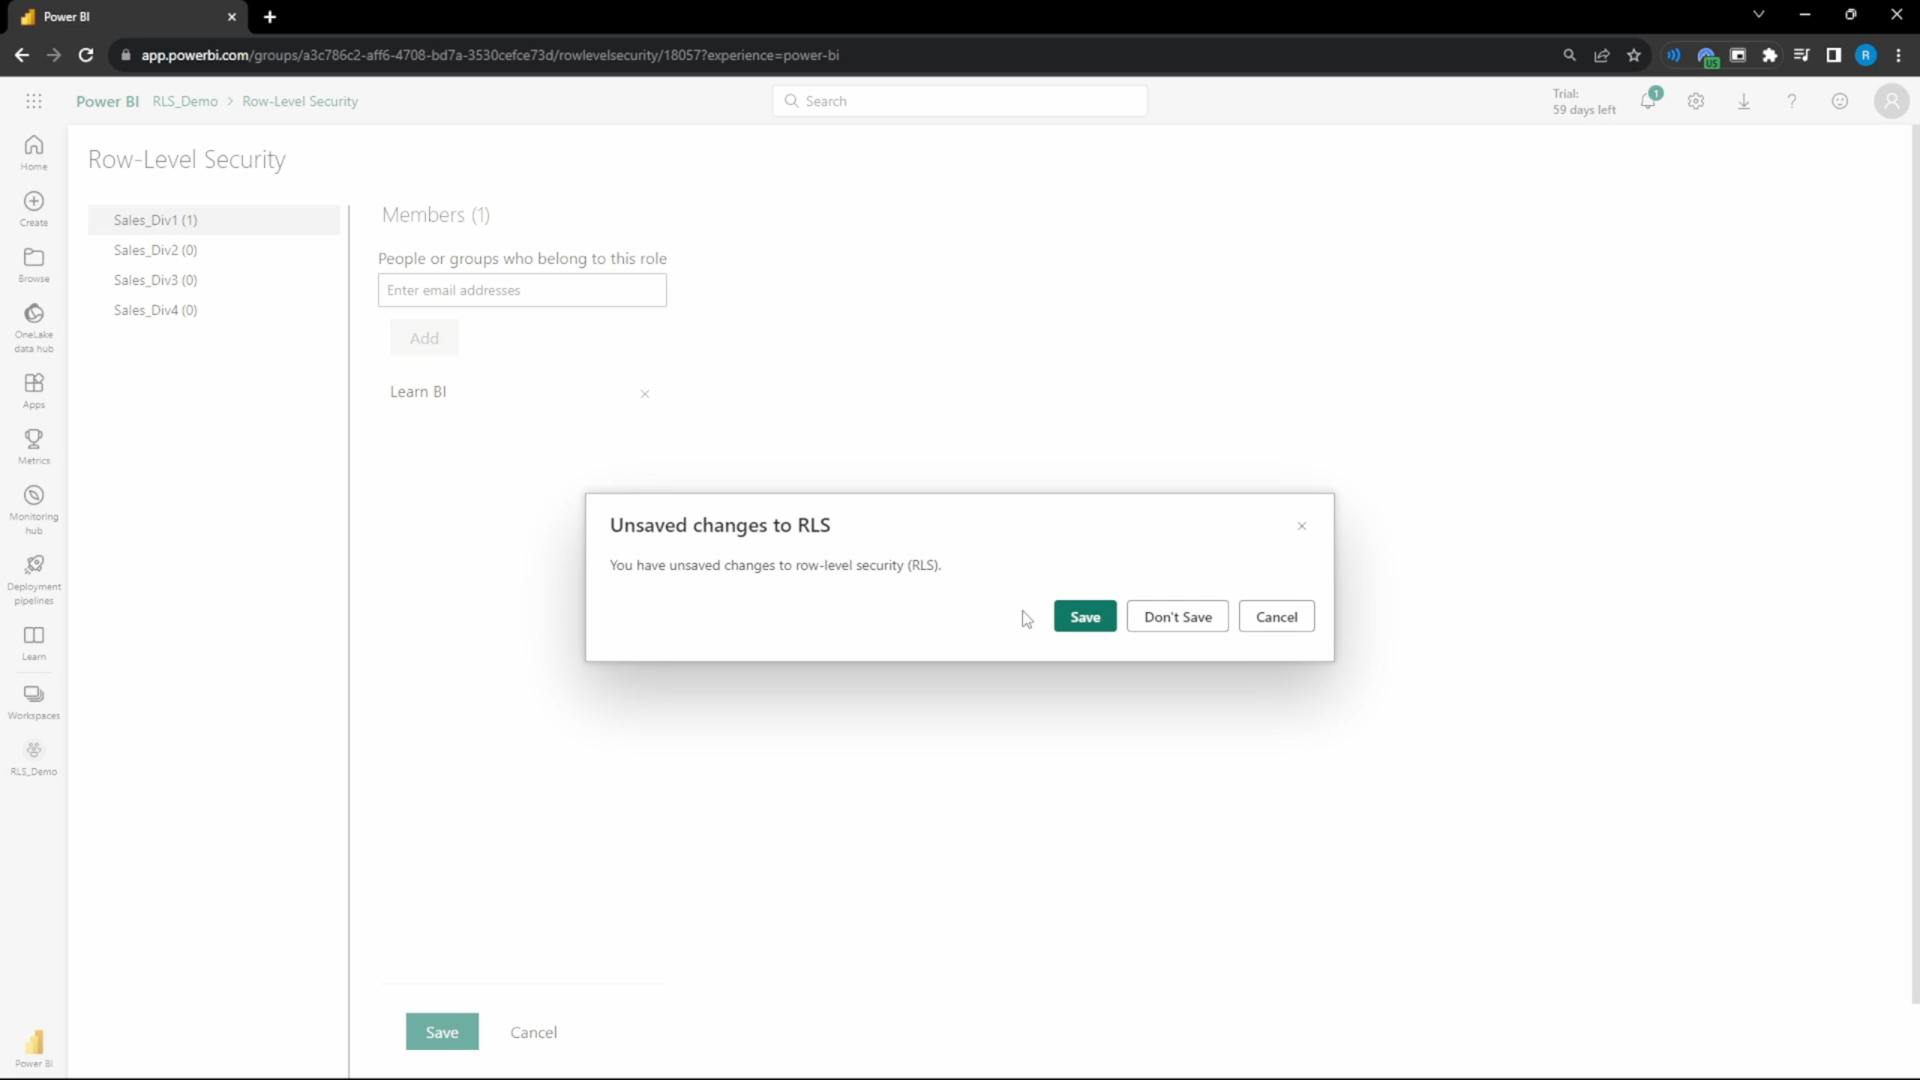 Power BI
app.powerbi.com/groups/a3c786c2-aff6-4708-bd7a-3530cefce73d/rowlevelsecurity/18057?experience=power-bi
US
R
Power BI RLS_Demo > Row-Level Security
Search
Trial:
59 days left
1
?
Home
Create
Browse
OneLake
data hub
Apps
Metrics
Monitoring
hub
Deployment
pipelines
Learn
Workspaces
RLS_Demo
Power BI
Row-Level Security
Sales_Div1 (1)
Sales_Div2 (0)
Sales_Div3 (0)
Sales_Div4 (0)
Members (1)
People or groups who belong to this role
Enter email addresses
Add
Learn BI
Unsaved changes to RLS
You have unsaved changes to row-level security (RLS).
Save Don't Save Cancel
Save Cancel